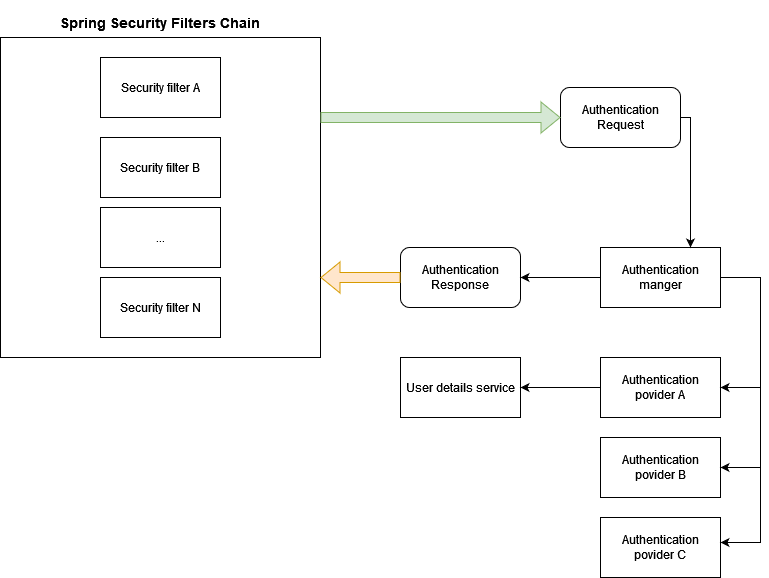 Spring Security Filters Chain
Security filter A
Security filter B
...
Security filter N
Authentication
Request
Authentication
Response
Authentication
manger
User details service
Authentication
povider A
Authentication
povider B
Authentication
povider C